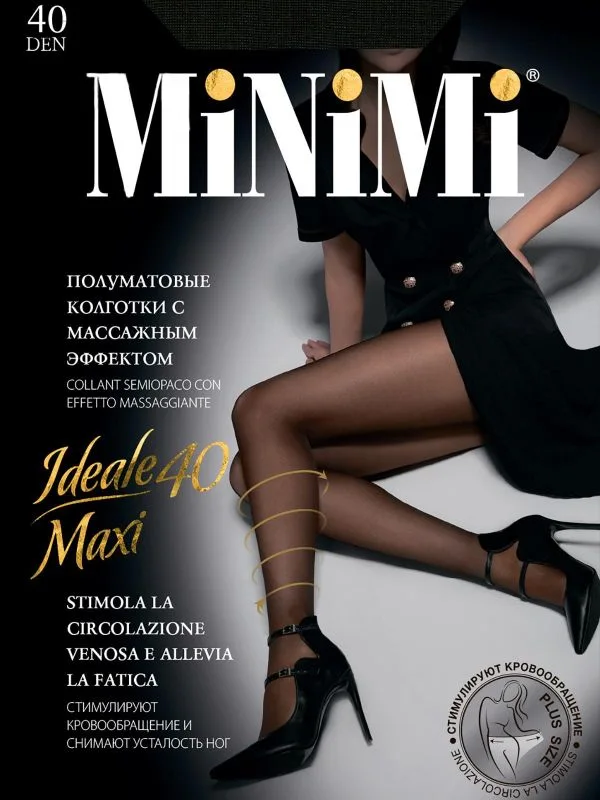 40
DEN
MiNiMi®
ПОЛУМАТОВЫЕ
КОЛГОТКИ С
МАССАЖНЫМ
ЭФФЕКТОМ
COLLANT SEMIOPACO CON
EFFETTO MASSAGGIANTE
Ideale 40
Maxi
STIMOLA LA
CIRCOLAZIONE
VENOSA E ALLEVIA
LA FATICA
СТИМУЛИРУЮТ
КРОВООБРАЩЕНИЕ И
СНИМАЮТ УСТАЛОСТЬ НОГ
• СТИМУЛИРУЮТ КРОВООБРАЩЕНИЕ •
PLUS SIZE
STIMOLA LA CIRCOLAZIONE